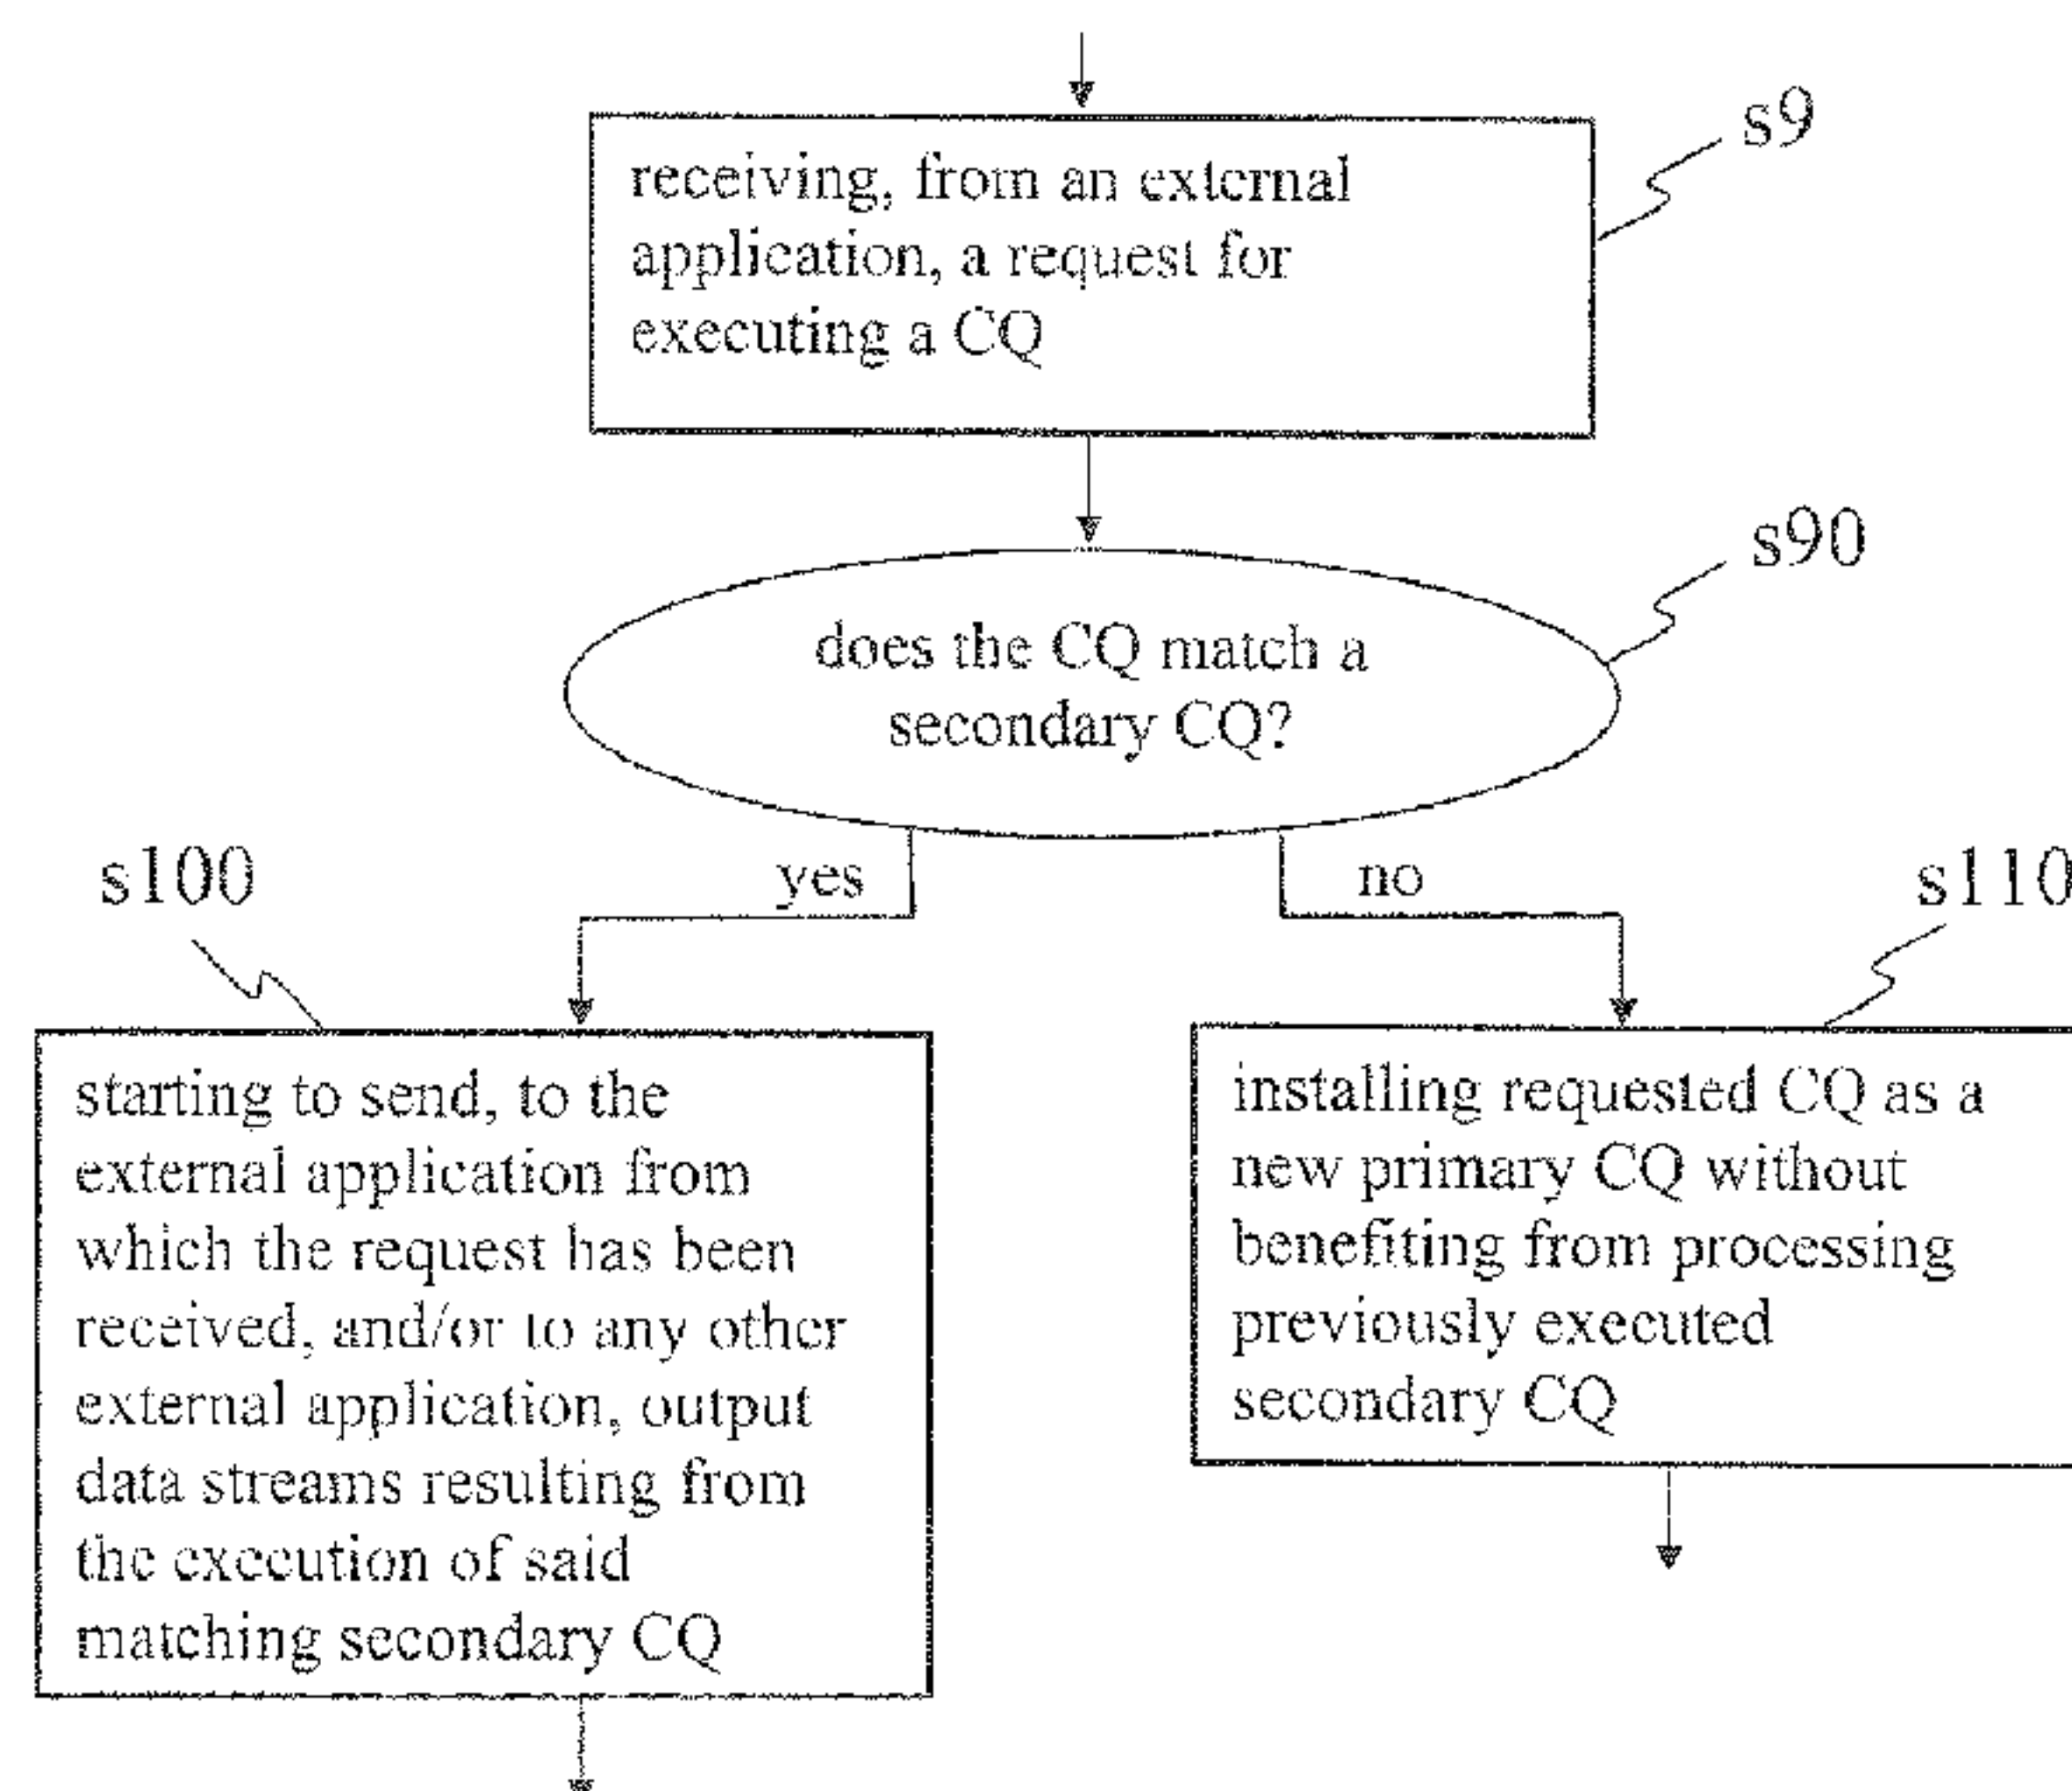 s9
receiving, from an external
application, a request for
executing a CQ
s90
does the CQ match a
secondary CQ?
yes
no
s100
s110
starting to send, to the
external application from
which the request has been
received, and/or to any other
external application, output
data streams resulting from
the execution of said
matching secondary CQ
installing requested CQ as a
new primary CQ without
benefiting from processing
previously executed
secondary CQ